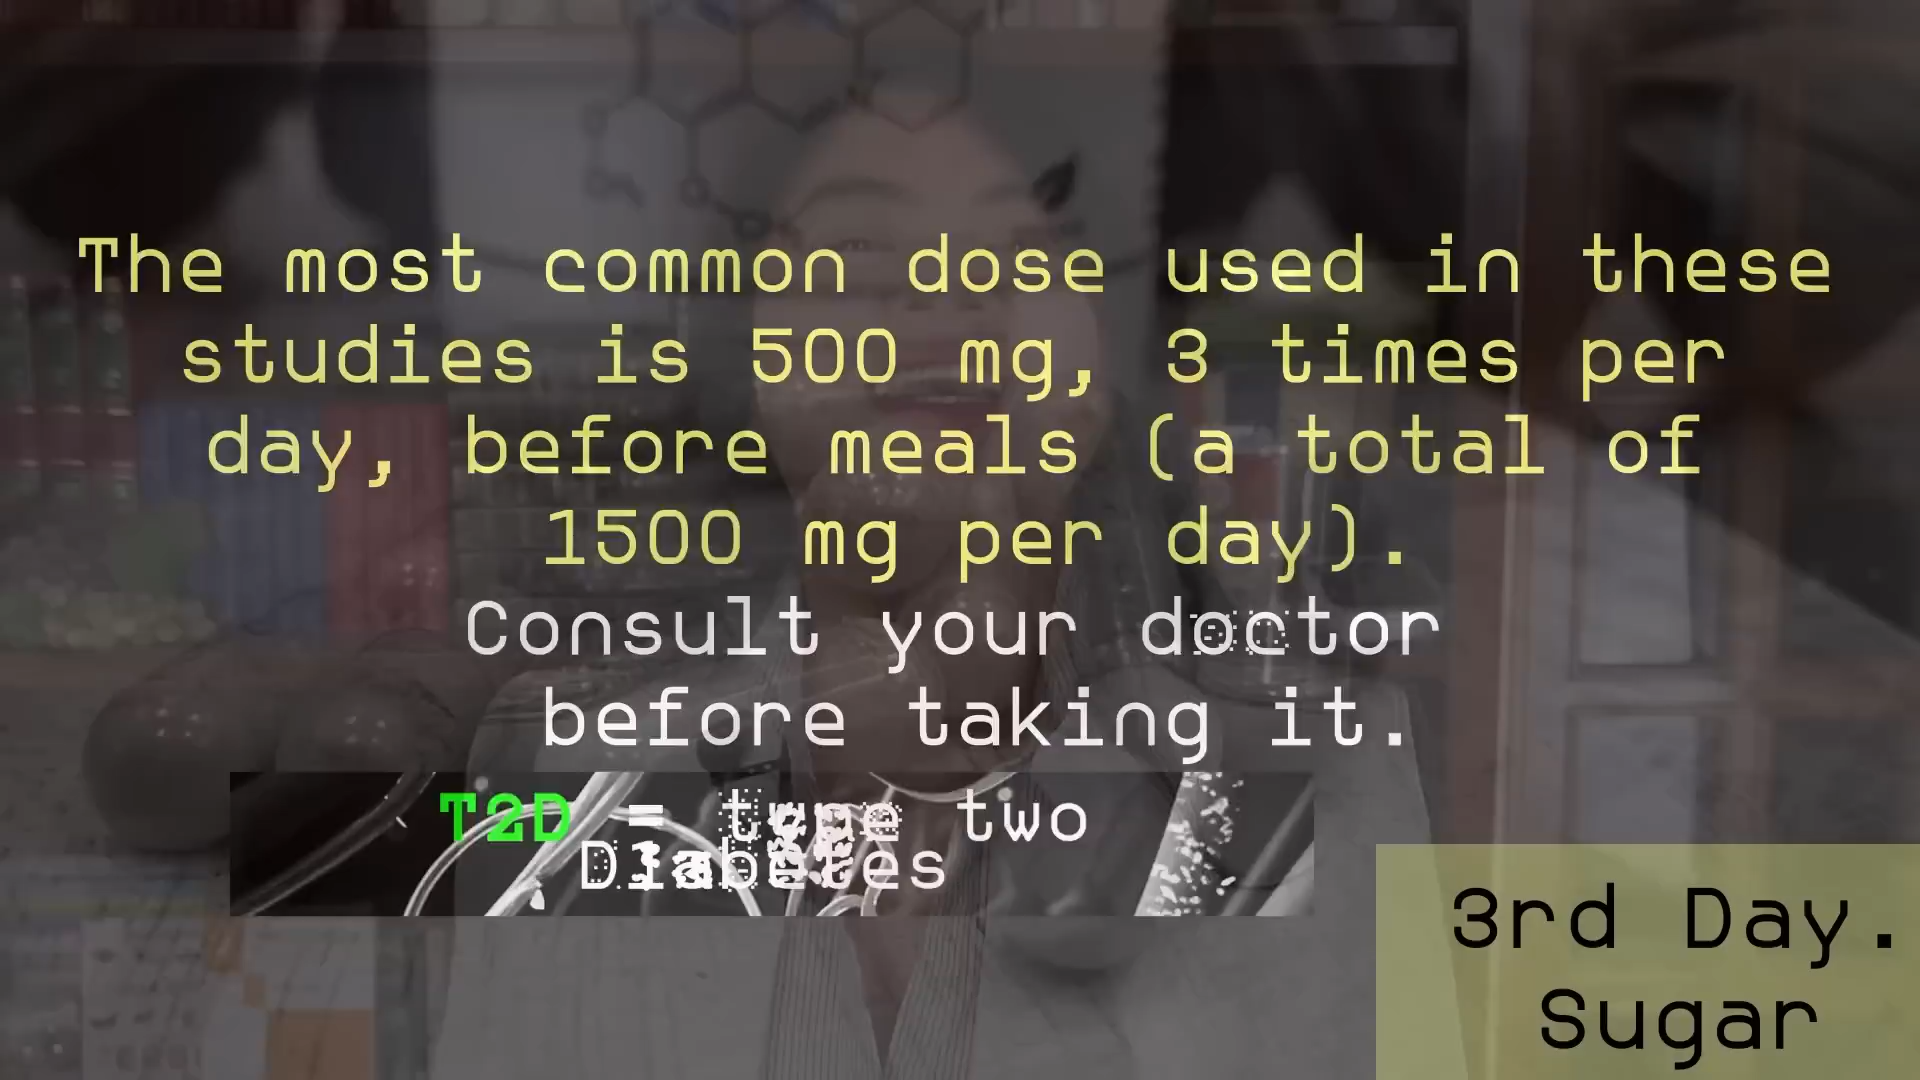 The most common dose used in these
studies is 500 mg, 3 times per
day, before meals (a total of
1500 mg per day).
Consult your doctor
before taking it.
T2D = type two
Diabetes
3rd Day.
Sugar